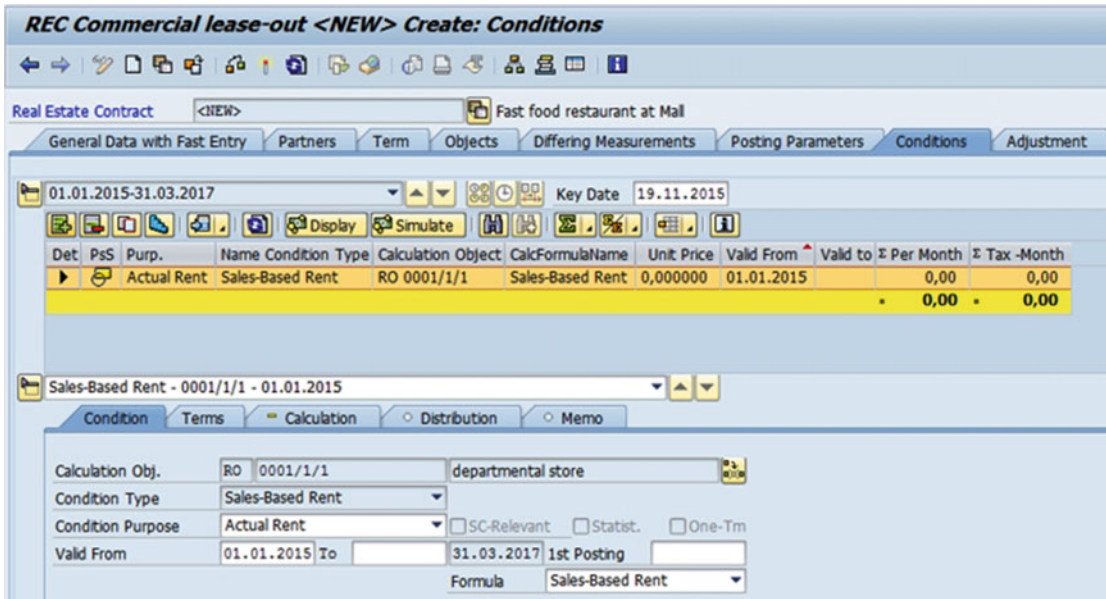 REC Commercial lease-out <NEW> Create: Conditions
Real Estate Contract <NEW> Fast food restaurant at Mall
General Data with Fast Entry Partners Term Objects Differing Measurements Posting Parameters Conditions Adjustment
01.01.2015-31.03.2017 Key Date 19.11.2015
Display Simulate
Det PsS Purp. Name Condition Type Calculation Object CalcFormulaName Unit Price Valid From Valid to Σ Per Month Σ Tax -Month
Actual Rent Sales-Based Rent RO 0001/1/1 Sales-Based Rent 0,000000 01.01.2015 0,00 0,00
0,00 0,00
Sales-Based Rent - 0001/1/1 - 01.01.2015
Condition Terms Calculation Distribution Memo
Calculation Obj. RO 0001/1/1 departmental store
Condition Type Sales-Based Rent
Condition Purpose Actual Rent SC-Relevant Statist. One-Tm
Valid From 01.01.2015 To 31.03.2017 1st Posting
Formula Sales-Based Rent